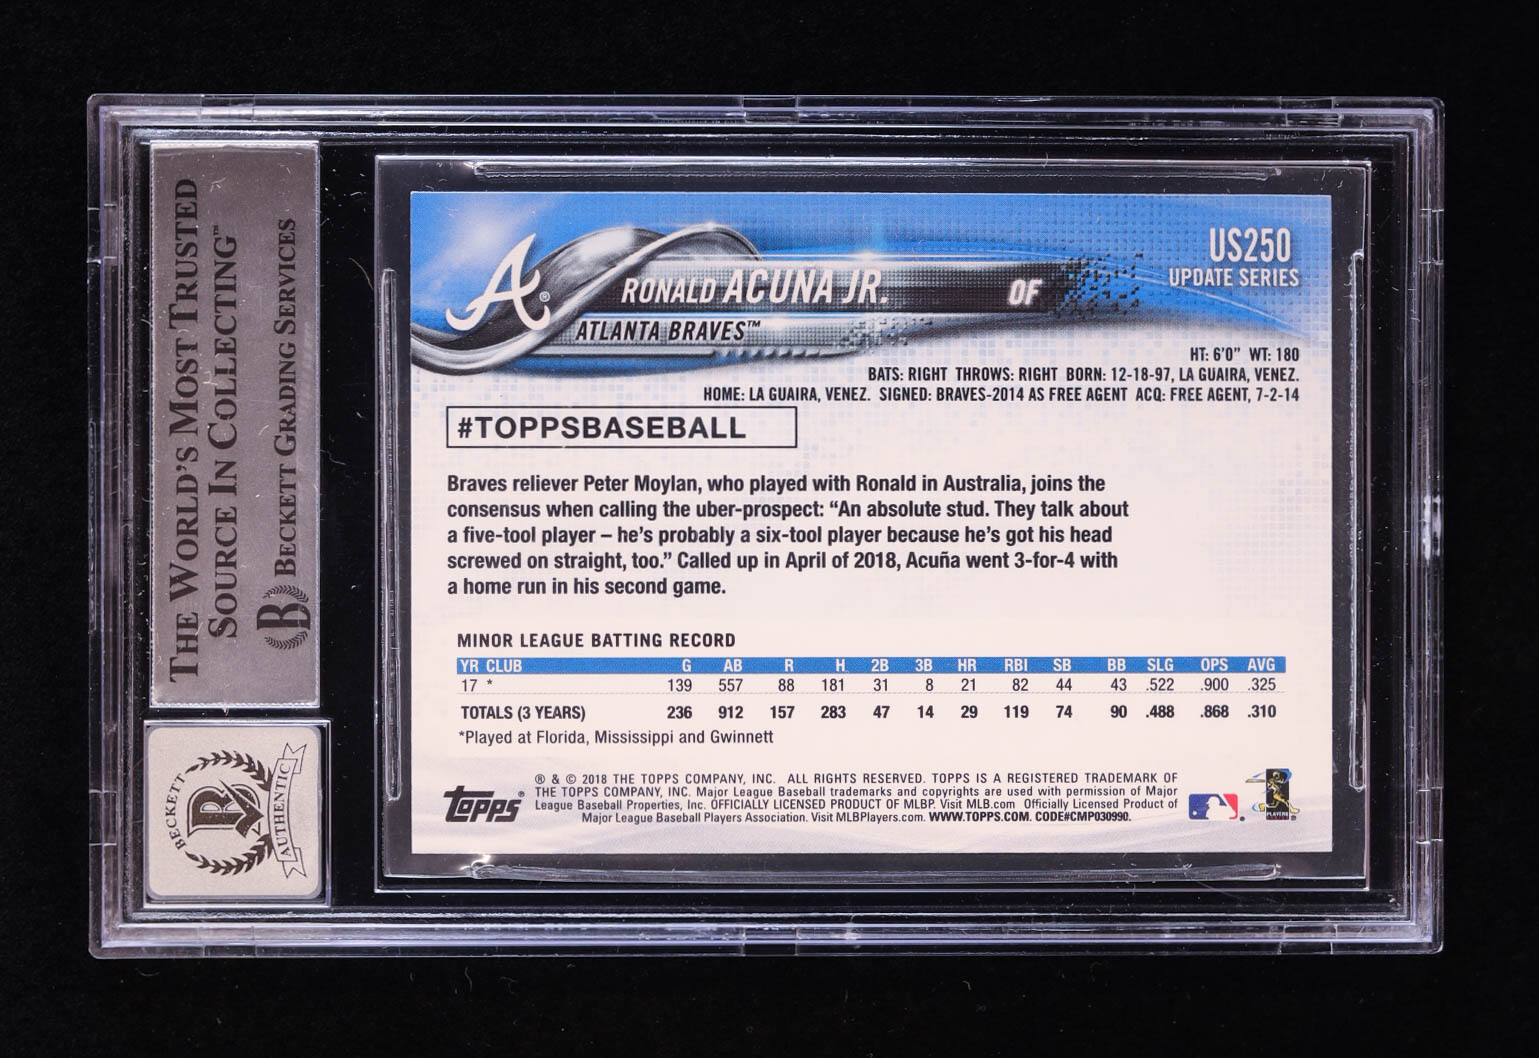 THE WORLD'S MOST TRUSTED
SOURCE IN COLLECTING™
BECKETT GRADING SERVICES
B
BECKETT
AUTHENTIC
A®
RONALD ACUNA JR.
OF
ATLANTA BRAVES™
US250
UPDATE SERIES
HT: 6'0" WT: 180
BATS: RIGHT THROWS: RIGHT BORN: 12-18-97, LA GUAIRA, VENEZ.
HOME: LA GUAIRA, VENEZ. SIGNED: BRAVES-2014 AS FREE AGENT ACQ: FREE AGENT, 7-2-14
#TOPPSBASEBALL
Braves reliever Peter Moylan, who played with Ronald in Australia, joins the
consensus when calling the uber-prospect: “An absolute stud. They talk about
a five-tool player – he's probably a six-tool player because he's got his head
screwed on straight, too.” Called up in April of 2018, Acuña went 3-for-4 with
a home run in his second game.
MINOR LEAGUE BATTING RECORD
YR CLUB G AB R H 2B 3B HR RBI SB BB SLG OPS AVG
17 * 139 557 88 181 31 8 21 82 44 43 .522 .900 .325
TOTALS (3 YEARS) 236 912 157 283 47 14 29 119 74 90 .488 .868 .310
*Played at Florida, Mississippi and Gwinnett
Topps®
® & © 2018 THE TOPPS COMPANY, INC. ALL RIGHTS RESERVED. TOPPS IS A REGISTERED TRADEMARK OF
THE TOPPS COMPANY, INC. Major League Baseball trademarks and copyrights are used with permission of Major
League Baseball Properties, Inc. OFFICIALLY LICENSED PRODUCT OF MLBP. Visit MLB.com Officially Licensed Product of
Major League Baseball Players Association. Visit MLBPlayers.com. WWW.TOPPS.COM. CODE#CMP030990.
PLAYERS